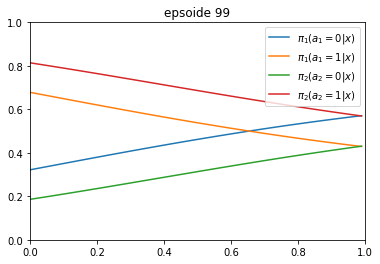 epsoide 99
1.0
0.8
0.6
0.4
0.2
0.0
0.0 0.2 0.4 0.6 0.8 1.0
π₁(a₁ = 0|x)
π₁(a₁ = 1|x)
π₂(a₂ = 0|x)
π₂(a₂ = 1|x)